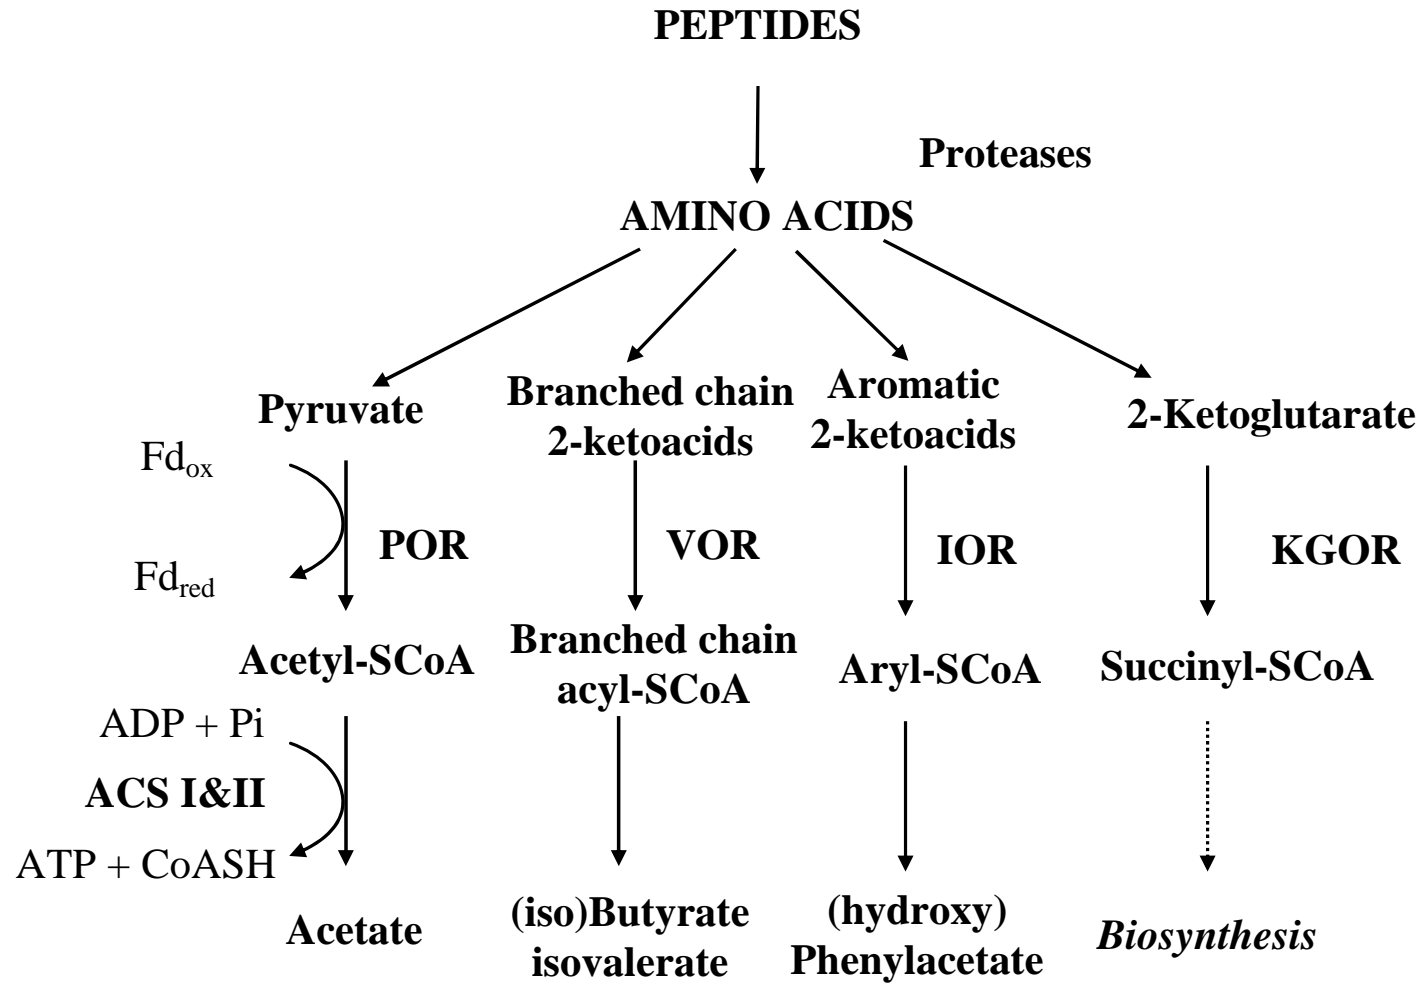 PEPTIDES
Proteases
AMINO ACIDS
Pyruvate
Branched chain
2-ketoacids
Aromatic
2-ketoacids
2-Ketoglutarate
Fdox
Fdred
POR
VOR
IOR
KGOR
Acetyl-SCoA
Branched chain
acyl-SCoA
Aryl-SCoA
Succinyl-SCoA
ADP + Pi
ACS I&II
ATP + CoASH
Acetate
(iso)Butyrate
isovalerate
(hydroxy)
Phenylacetate
Biosynthesis